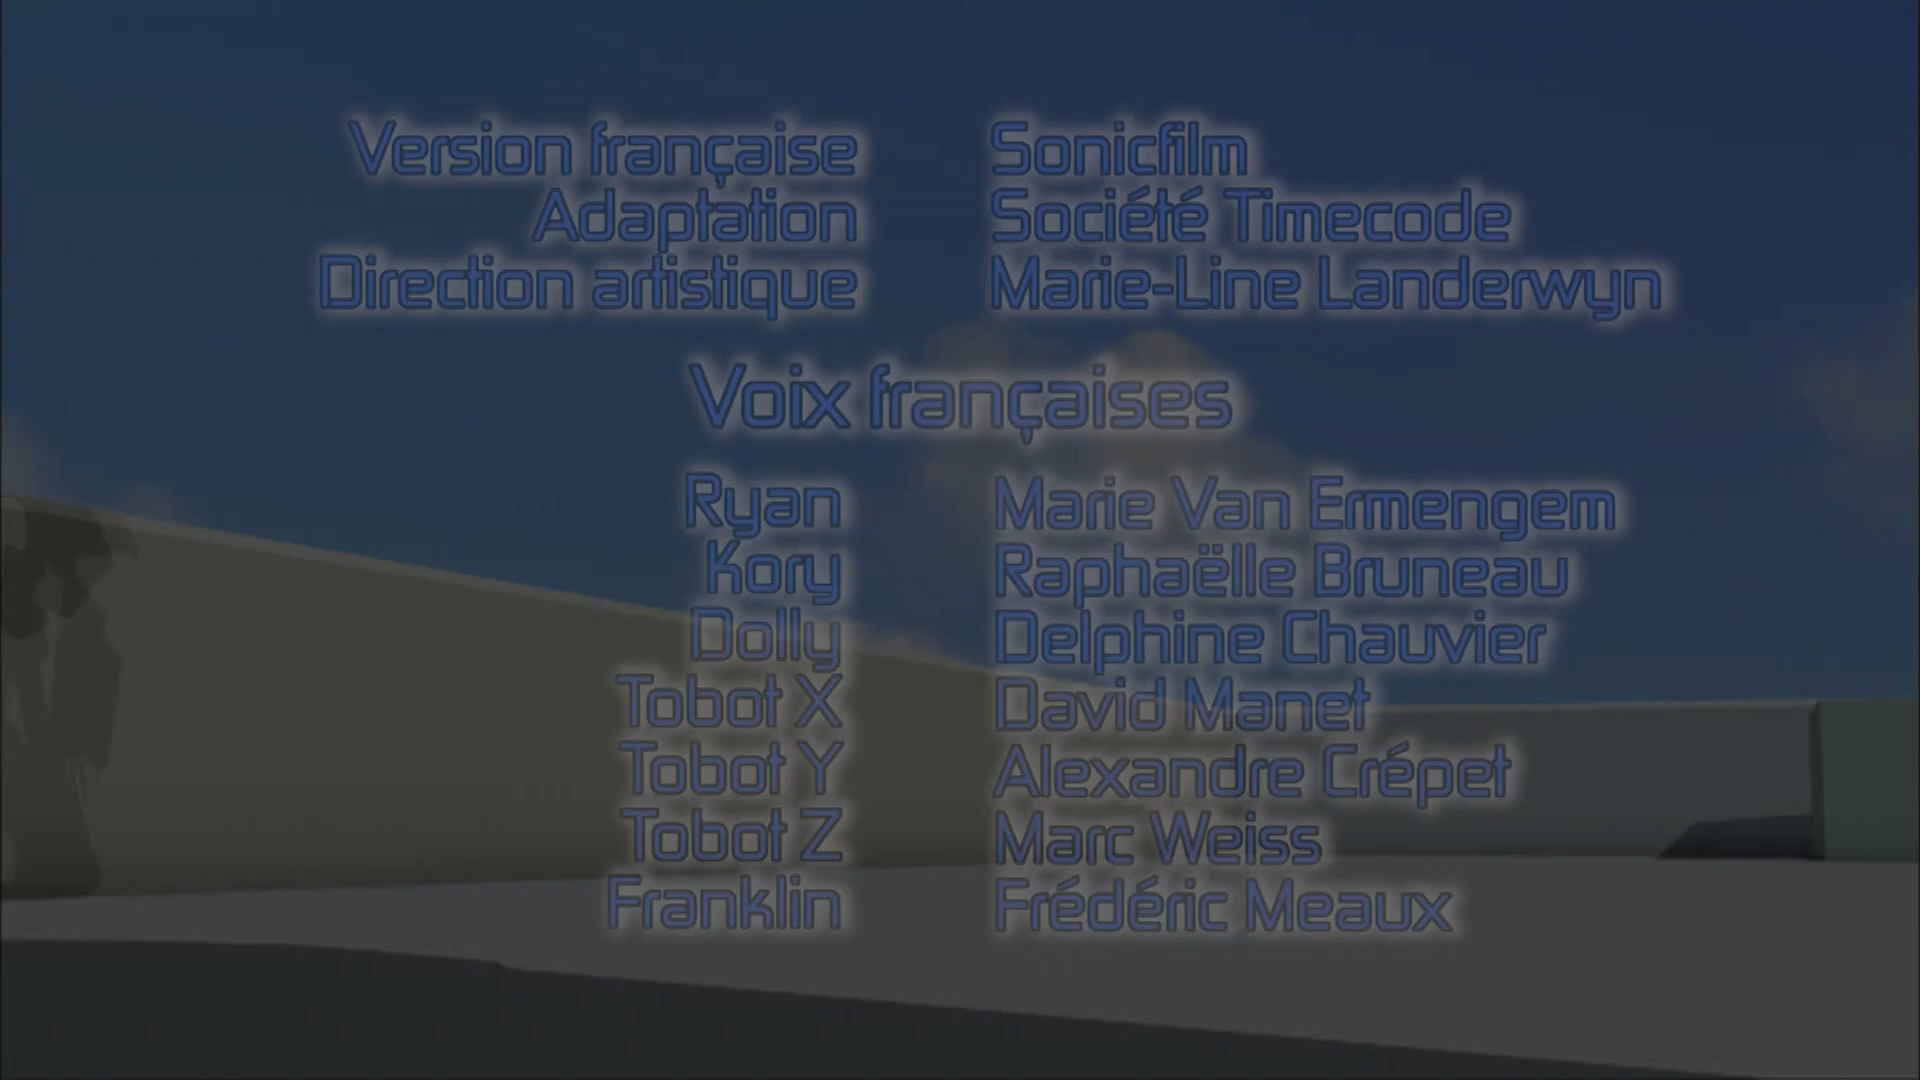 Version française Sonicfilm
Adaptation Société Timecode
Direction artistique Marie-Line Landerwyn
Voix françaises
Ryan Marie Van Ermengem
Kory Raphaëlle Bruneau
Dolly Delphine Chauvier
Tobot X David Manet
Tobot Y Alexandre Crépet
Tobot Z Marc Weiss
Franklin Frédéric Meaux